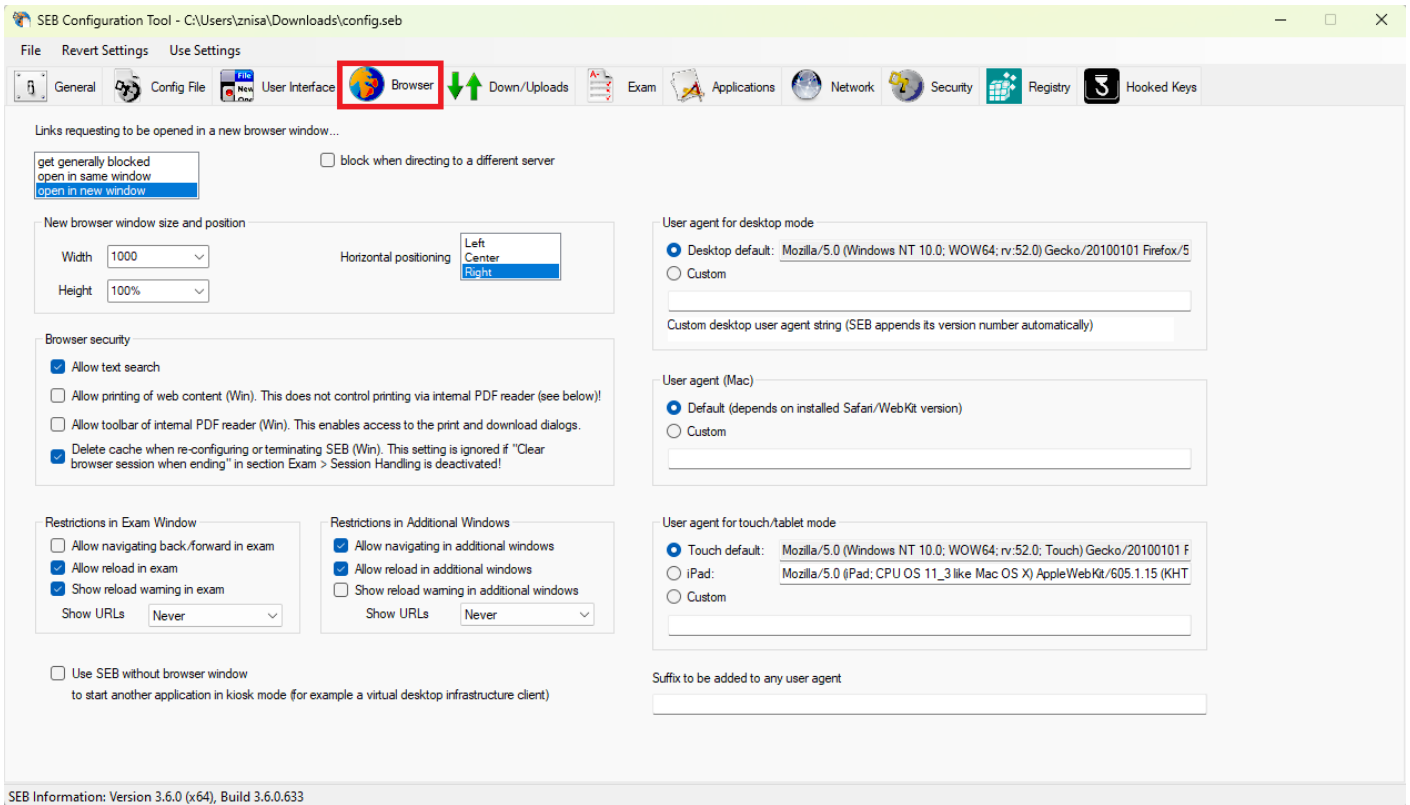 SEB Configuration Tool - C:\Users\znisa\Downloads\config.seb
File Revert Settings Use Settings
General Config File User Interface Browser Down/Uploads Exam Applications Network Security Registry Hooked Keys
Links requesting to be opened in a new browser window...
get generally blocked
open in same window
open in new window
block when directing to a different server
New browser window size and position
Width 1000
Height 100%
Horizontal positioning
Left
Center
Right
Browser security
Allow text search
Allow printing of web content (Win). This does not control printing via internal PDF reader (see below)!
Allow toolbar of internal PDF reader (Win). This enables access to the print and download dialogs.
Delete cache when re-configuring or terminating SEB (Win). This setting is ignored if "Clear
browser session when ending" in section Exam > Session Handling is deactivated!
Restrictions in Exam Window
Allow navigating back/forward in exam
Allow reload in exam
Show reload warning in exam
Show URLs Never
Restrictions in Additional Windows
Allow navigating in additional windows
Allow reload in additional windows
Show reload warning in additional windows
Show URLs Never
Use SEB without browser window
to start another application in kiosk mode (for example a virtual desktop infrastructure client)
User agent for desktop mode
Desktop default: Mozilla/5.0 (Windows NT 10.0; WOW64; rv:52.0) Gecko/20100101 Firefox/5
Custom
Custom desktop user agent string (SEB appends its version number automatically)
User agent (Mac)
Default (depends on installed Safari/WebKit version)
Custom
User agent for touch/tablet mode
Touch default: Mozilla/5.0 (Windows NT 10.0; WOW64; rv:52.0; Touch) Gecko/20100101 F
iPad: Mozilla/5.0 (iPad; CPU OS 11_3 like Mac OS X) AppleWebKit/605.1.15 (KHT
Custom
Suffix to be added to any user agent
SEB Information: Version 3.6.0 (x64), Build 3.6.0.633